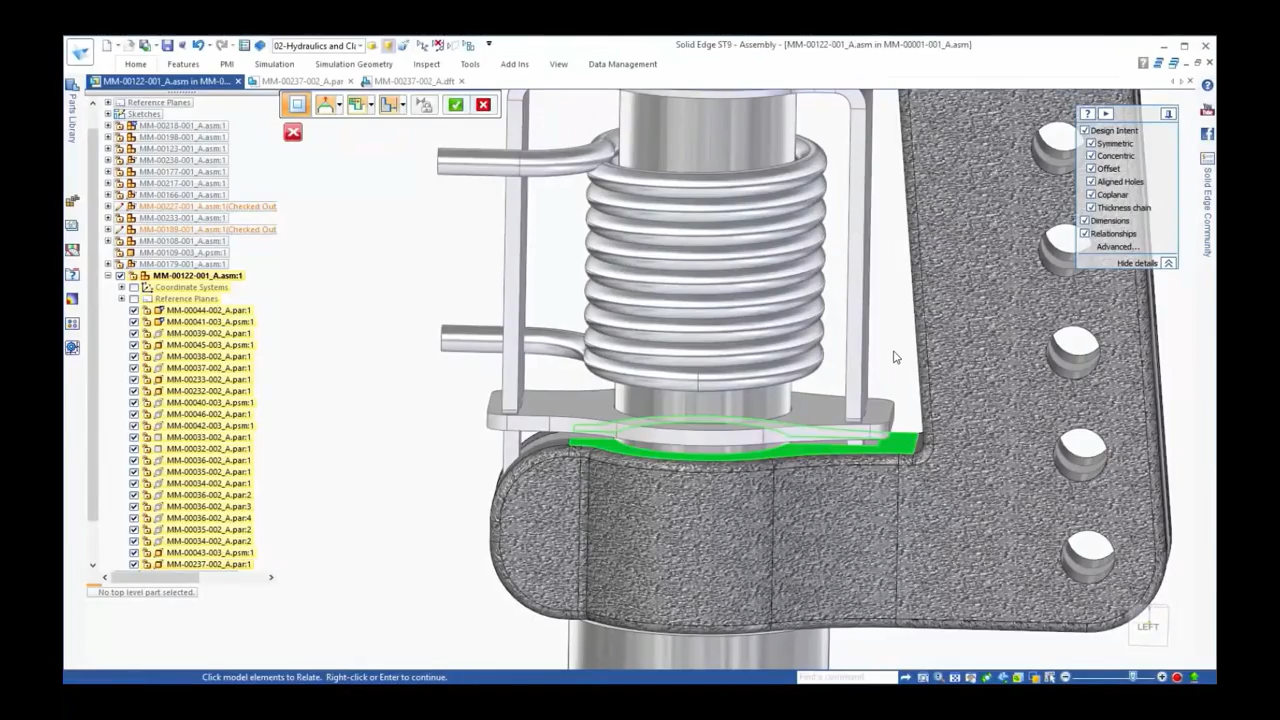 02-Hydraulics and Cla
Solid Edge ST9 - Assembly - [MM-00122-001_A.asm in MM-00001-001_A.asm]
Home
Features
PMI
Simulation
Simulation Geometry
Inspect
Tools
Add Ins
View
Data Management
MM-00122-001_A.asm in MM-0...
MM-00237-002_A.par
MM-00237-002_A.dft
Parts Library
Reference Planes
Sketches
MM-00218-001_A.asm:1
MM-00198-001_A.asm:1
MM-00123-001_A.asm:1
MM-00238-001_A.asm:1
MM-00177-001_A.asm:1
MM-00217-001_A.asm:1
MM-00166-001_A.asm:1
MM-00227-001_A.asm:1(Checked Out
MM-00233-001_A.asm:1
MM-00189-001_A.asm:1(Checked Out
MM-00108-001_A.asm:1
MM-00109-003_A.psm:1
MM-00179-001_A.asm:1
MM-00122-001_A.asm:1
Coordinate Systems
Reference Planes
MM-00044-002_A.par:1
MM-00041-003_A.psm:1
MM-00039-002_A.par:1
MM-00045-003_A.psm:1
MM-00038-002_A.par:1
MM-00037-002_A.par:1
MM-00233-002_A.par:1
MM-00232-002_A.par:1
MM-00040-003_A.psm:1
MM-00046-002_A.par:1
MM-00042-003_A.psm:1
MM-00033-002_A.par:1
MM-00032-002_A.par:1
MM-00036-002_A.par:1
MM-00035-002_A.par:1
MM-00034-002_A.par:1
MM-00036-002_A.par:2
MM-00036-002_A.par:3
MM-00036-002_A.par:4
MM-00035-002_A.par:2
MM-00034-002_A.par:2
MM-00043-003_A.psm:1
MM-00237-002_A.par:1
No top level part selected.
Design Intent
Symmetric
Concentric
Offset
Aligned Holes
Coplanar
Thickness chain
Dimensions
Relationships
Advanced...
Hide details
Solid Edge Community
LEFT
Click model elements to Relate. Right-click or Enter to continue.
Find a command